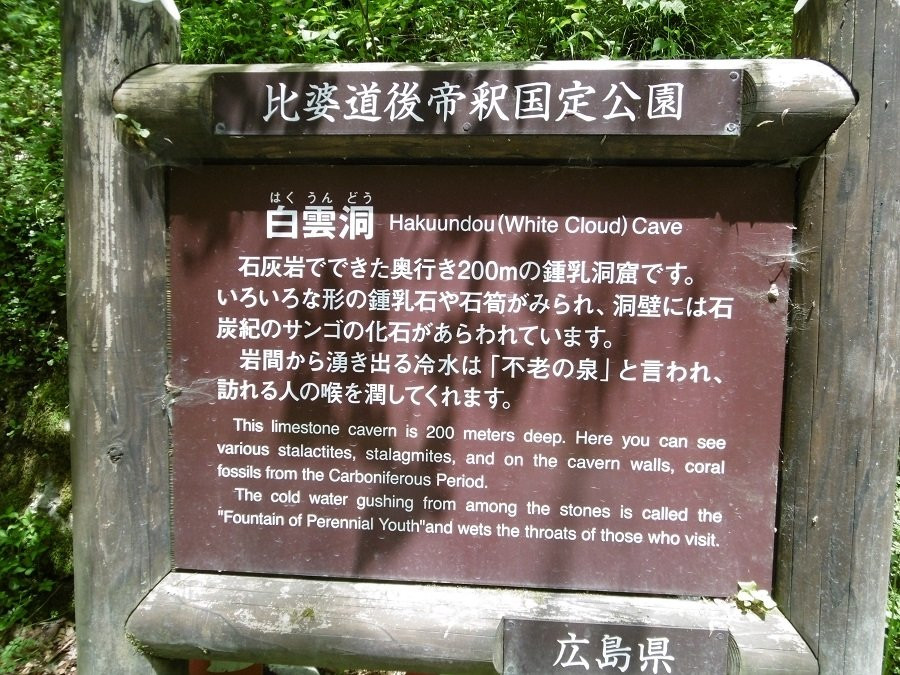 比婆道後帝釈国定公園
はく うん どう
白雲洞 Hakuundou(White Cloud) Cave
石灰岩でできた奥行き200mの鍾乳洞窟です。
いろいろな形の鍾乳石や石筍がみられ、洞壁には石
炭紀のサンゴの化石があらわれています。
岩間から湧き出る冷水は「不老の泉」と言われ、
訪れる人の喉を潤してくれます。
This limestone cavern is 200 meters deep. Here you can see
various stalactites, stalagmites, and on the cavern walls, coral
fossils from the Carboniferous Period.
The cold water gushing from among the stones is called the
"Fountain of Perennial Youth"and wets the throats of those who visit.
広島県